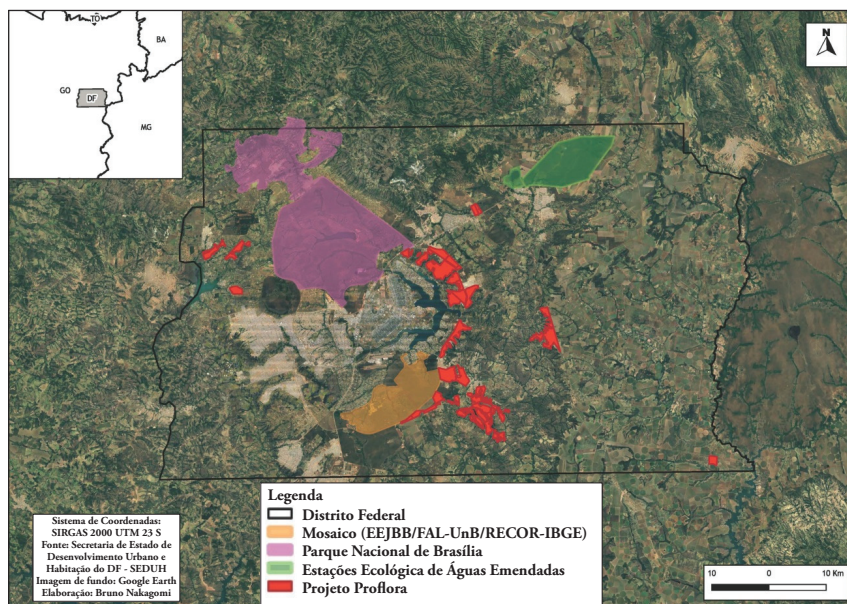 TO
BA
GO
DF
MG
N
Legenda
Distrito Federal
Mosaico (EEJBB/FAL-UnB/RECOR-IBGE)
Parque Nacional de Brasília
Estações Ecológica de Águas Emendadas
Projeto Proflora
Sistema de Coordenadas:
SIRGAS 2000 UTM 23 S
Fonte: Secretaria de Estado de
Desenvolvimento Urbano e
Habitação do DF - SEDUH
Imagem de fundo: Google Earth
Elaboração: Bruno Nakagomi
10 0 10 Km